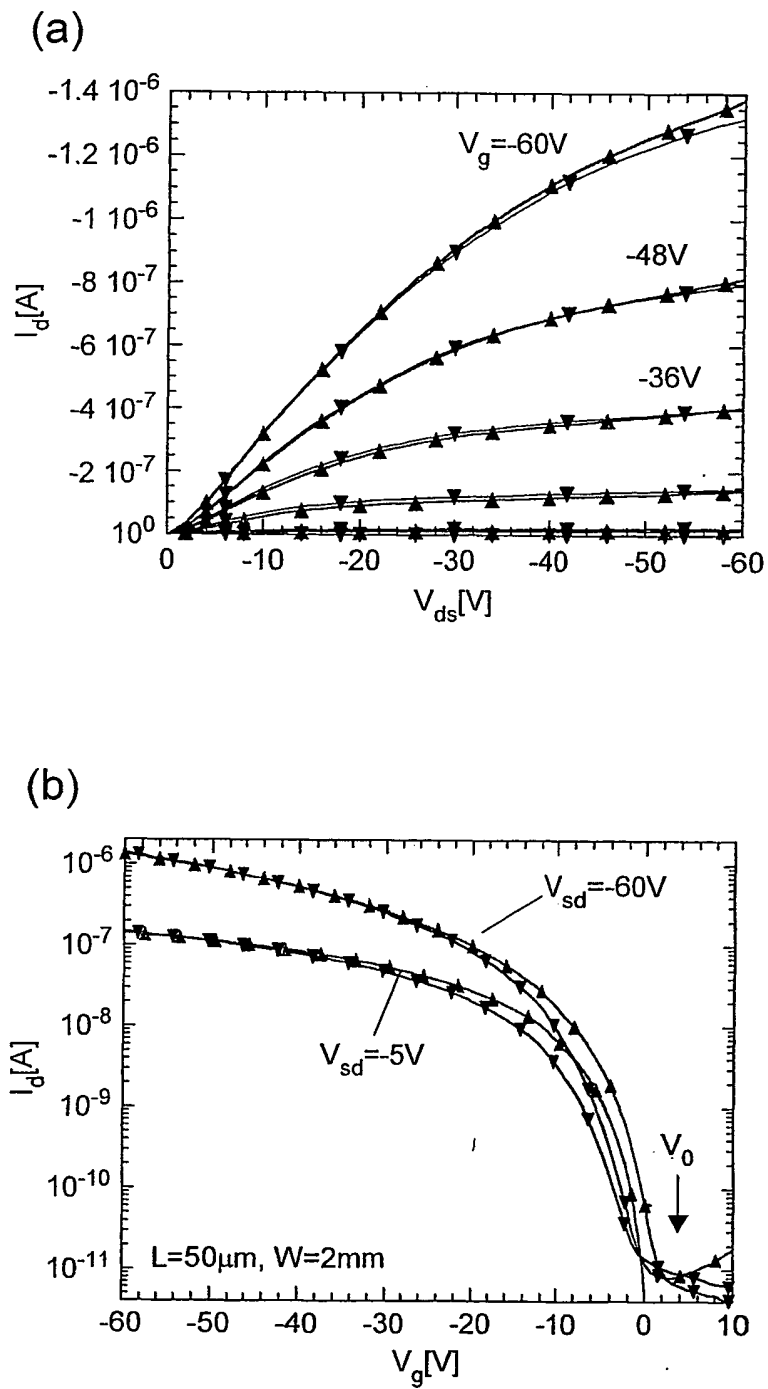 (a)
-1.4 10⁻⁶
-1.2 10⁻⁶
-1 10⁻⁶
-8 10⁻⁷
-6 10⁻⁷
-4 10⁻⁷
-2 10⁻⁷
10⁰
I_d[A]
V_g=-60V
-48V
-36V
0 -10 -20 -30 -40 -50 -60
V_ds[V]
(b)
10⁻⁶
10⁻⁷
10⁻⁸
10⁻⁹
10⁻¹⁰
10⁻¹¹
I_d[A]
V_sd=-60V
V_sd=-5V
V₀
L=50μm, W=2mm
-60 -50 -40 -30 -20 -10 0 10
V_g[V]